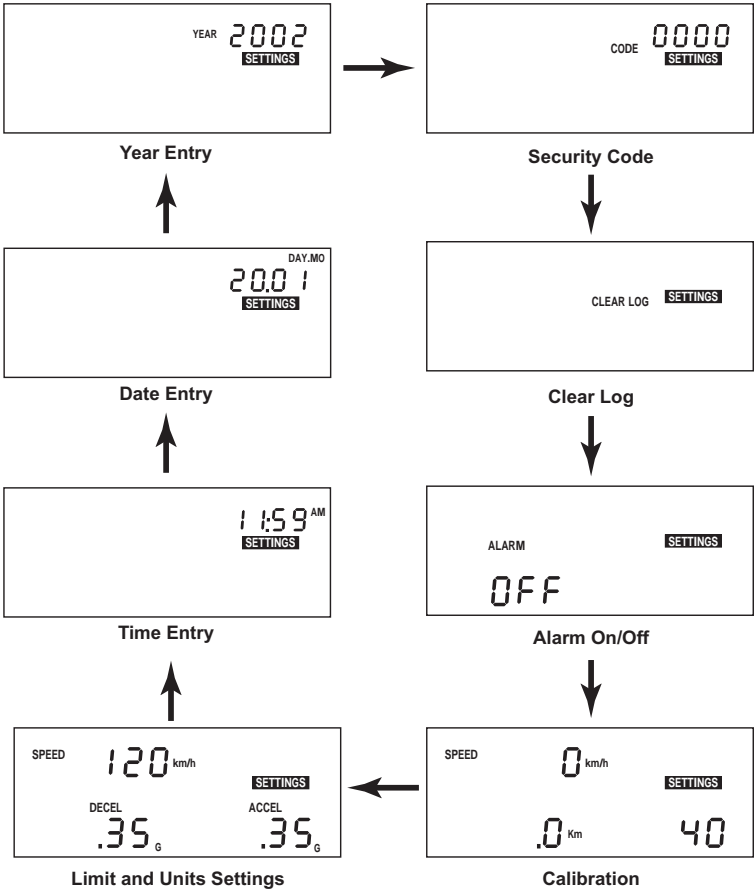 YEAR 2002
SETTINGS
Year Entry
CODE 0000
SETTINGS
Security Code
DAY.MO
20.01
SETTINGS
Date Entry
CLEAR LOG SETTINGS
Clear Log
11:59 AM
SETTINGS
Time Entry
ALARM SETTINGS
OFF
Alarm On/Off
SPEED 120 km/h
SETTINGS
DECEL ACCEL
.35 G .35 G
Limit and Units Settings
SPEED 0 km/h
SETTINGS
.0 Km 40
Calibration